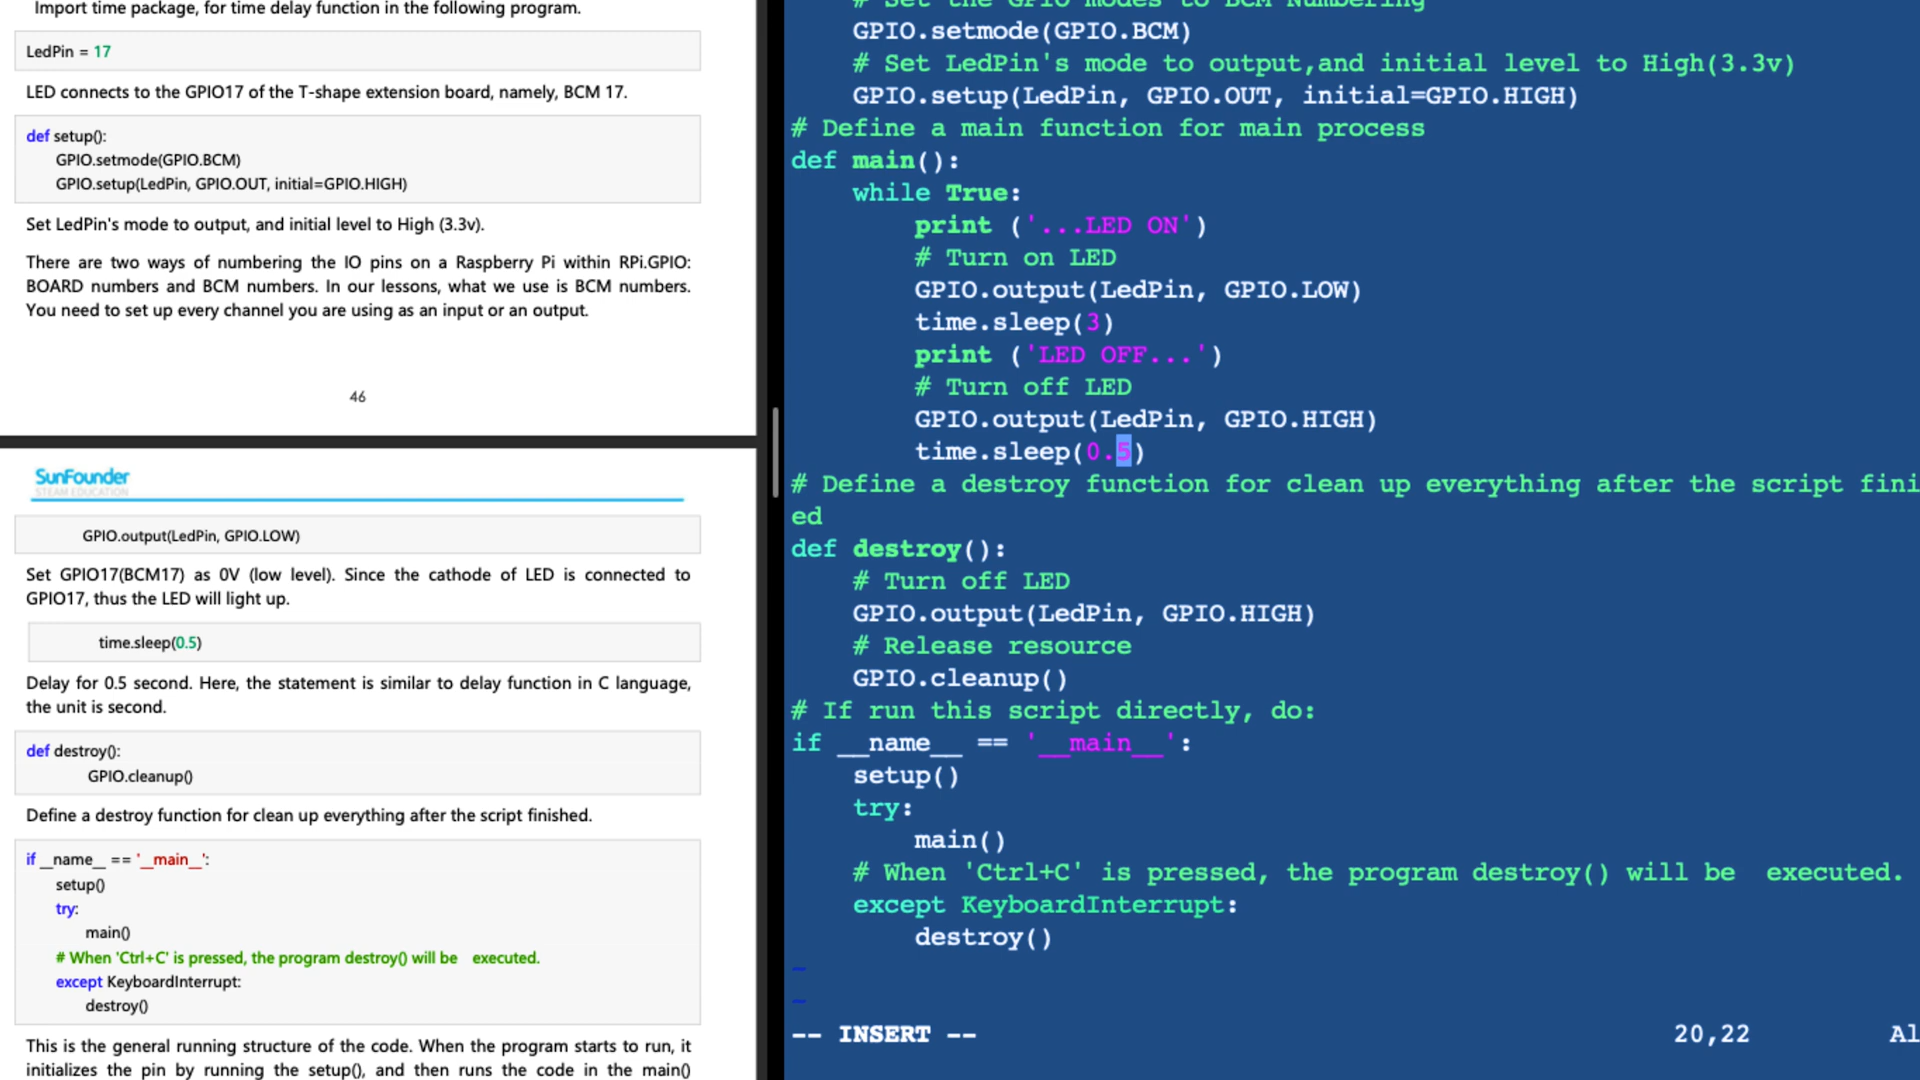 Import time package, for time delay function in the following program.
LedPin = 17
LED connects to the GPIO17 of the T-shape extension board, namely, BCM 17.
def setup():
GPIO.setmode(GPIO.BCM)
GPIO.setup(LedPin, GPIO.OUT, initial=GPIO.HIGH)
Set LedPin's mode to output, and initial level to High (3.3v).
There are two ways of numbering the IO pins on a Raspberry Pi within RPi.GPIO:
BOARD numbers and BCM numbers. In our lessons, what we use is BCM numbers.
You need to set up every channel you are using as an input or an output.
46
SunFounder
STEAM EDUCATION
GPIO.output(LedPin, GPIO.LOW)
Set GPIO17(BCM17) as 0V (low level). Since the cathode of LED is connected to
GPIO17, thus the LED will light up.
time.sleep(0.5)
Delay for 0.5 second. Here, the statement is similar to delay function in C language,
the unit is second.
def destroy():
GPIO.cleanup()
Define a destroy function for clean up everything after the script finished.
if __name__ == '__main__':
setup()
try:
main()
# When 'Ctrl+C' is pressed, the program destroy() will be   executed.
except KeyboardInterrupt:
destroy()
This is the general running structure of the code. When the program starts to run, it
initializes the pin by running the setup(), and then runs the code in the main()
# Set the GPIO modes to BCM Numbering
GPIO.setmode(GPIO.BCM)
# Set LedPin's mode to output,and initial level to High(3.3v)
GPIO.setup(LedPin, GPIO.OUT, initial=GPIO.HIGH)
# Define a main function for main process
def main():
while True:
print ('...LED ON')
# Turn on LED
GPIO.output(LedPin, GPIO.LOW)
time.sleep(3)
print ('LED OFF...')
# Turn off LED
GPIO.output(LedPin, GPIO.HIGH)
time.sleep(0.5)
# Define a destroy function for clean up everything after the script fini
ed
def destroy():
# Turn off LED
GPIO.output(LedPin, GPIO.HIGH)
# Release resource
GPIO.cleanup()
# If run this script directly, do:
if __name__ == '__main__':
setup()
try:
main()
# When 'Ctrl+C' is pressed, the program destroy() will be  executed.
except KeyboardInterrupt:
destroy()
~
~
-- INSERT --
20,22
Al